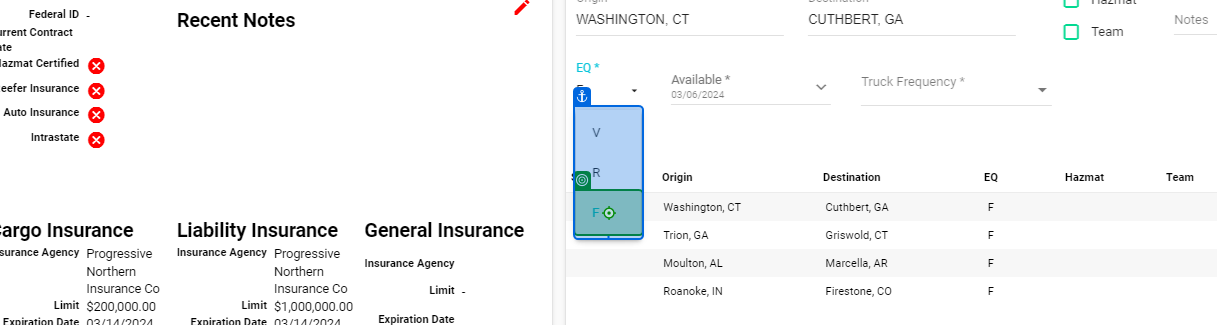 Federal ID -
urrent Contract
ate
azmat Certified
eefer Insurance
Auto Insurance
Intrastate
Recent Notes
argo Insurance
surance Agency Progressive
Northern
Insurance Co
Limit $200,000.00
Expiration Date 03/14/2024
Liability Insurance
Insurance Agency Progressive
Northern
Insurance Co
Limit $1,000,000.00
Expiration Date 03/14/2024
General Insurance
Insurance Agency
Limit -
Expiration Date
Origin Destination
WASHINGTON, CT CUTHBERT, GA
Hazmat
Team
Notes
EQ *
Available *
03/06/2024
Truck Frequency *
V
R
F
Origin Destination EQ Hazmat Team
Washington, CT Cuthbert, GA F
Trion, GA Griswold, CT F
Moulton, AL Marcella, AR F
Roanoke, IN Firestone, CO F